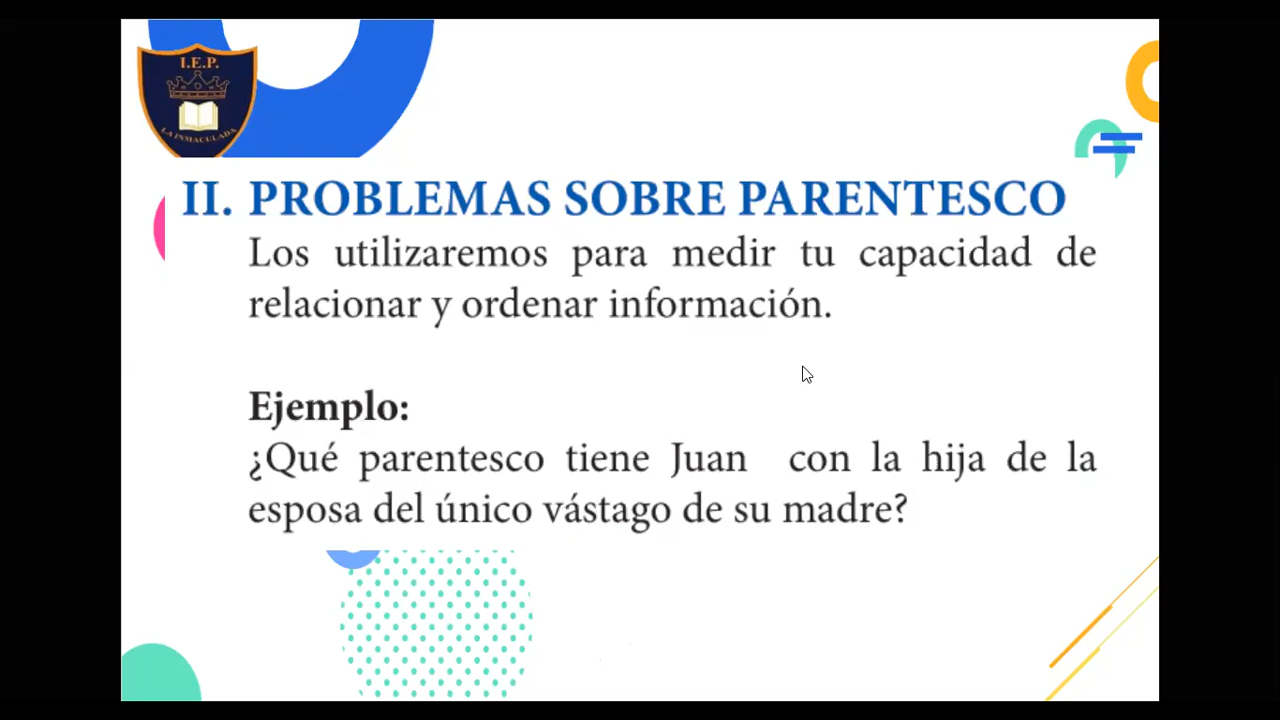 I.E.P.
LA INMACULADA
II. PROBLEMAS SOBRE PARENTESCO
Los utilizaremos para medir tu capacidad de
relacionar y ordenar información.
Ejemplo:
¿Qué parentesco tiene Juan con la hija de la
esposa del único vástago de su madre?